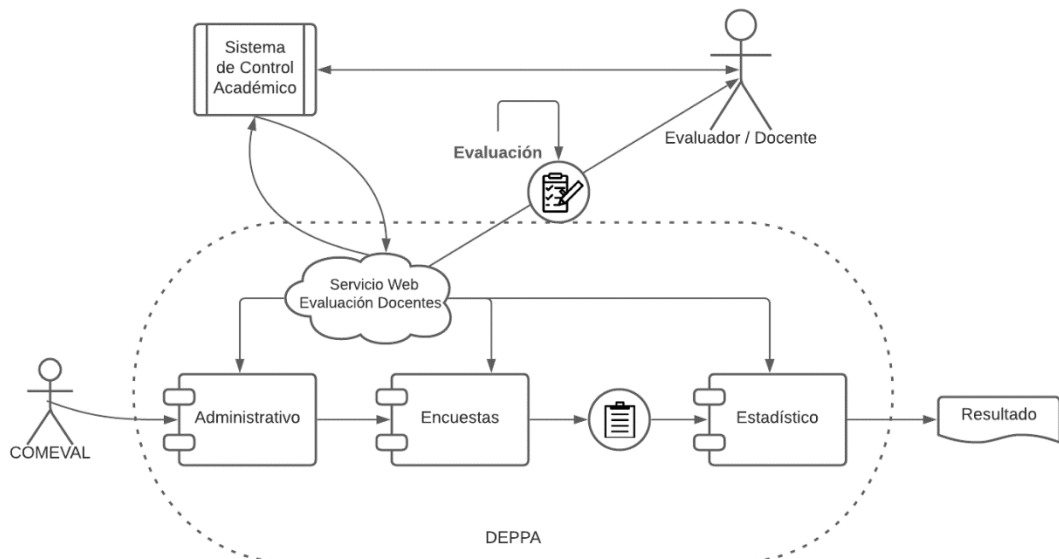 Sistema
de Control
Académico
Evaluación
Evaluador / Docente
Servicio Web
Evaluación Docentes
COMEVAL
Administrativo
Encuestas
Estadístico
Resultado
DEPPA